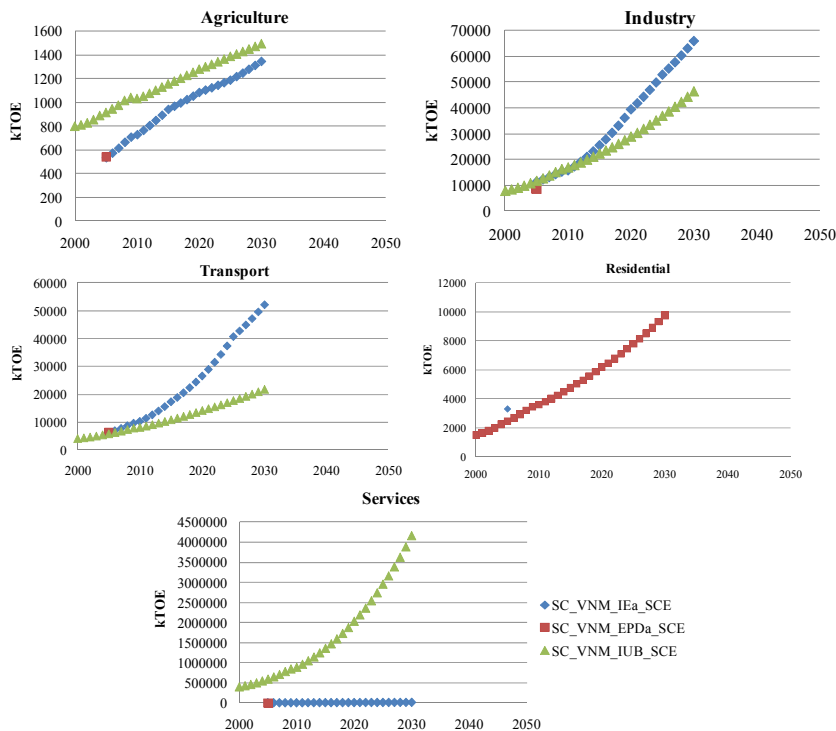 Agriculture
1600
1400
1200
1000
800
600
400
200
0
kTOE
2000 2010 2020 2030 2040 2050
Industry
70000
60000
50000
40000
30000
20000
10000
0
kTOE
2000 2010 2020 2030 2040 2050
Transport
60000
50000
40000
30000
20000
10000
0
kTOE
2000 2010 2020 2030 2040 2050
Residential
12000
10000
8000
6000
4000
2000
0
kTOE
2000 2010 2020 2030 2040 2050
Services
4500000
4000000
3500000
3000000
2500000
2000000
1500000
1000000
500000
0
kTOE
2000 2010 2020 2030 2040 2050
SC_VNM_IEa_SCE
SC_VNM_EPDa_SCE
SC_VNM_IUB_SCE